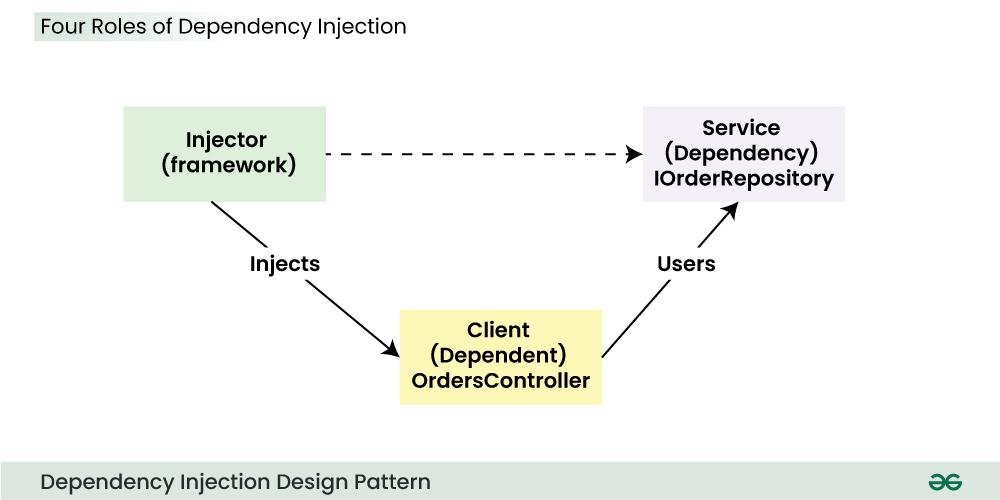 Four Roles of Dependency Injection
Injector
(framework)
Service
(Dependency)
IOrderRepository
Injects
Users
Client
(Dependent)
OrdersController
Dependency Injection Design Pattern